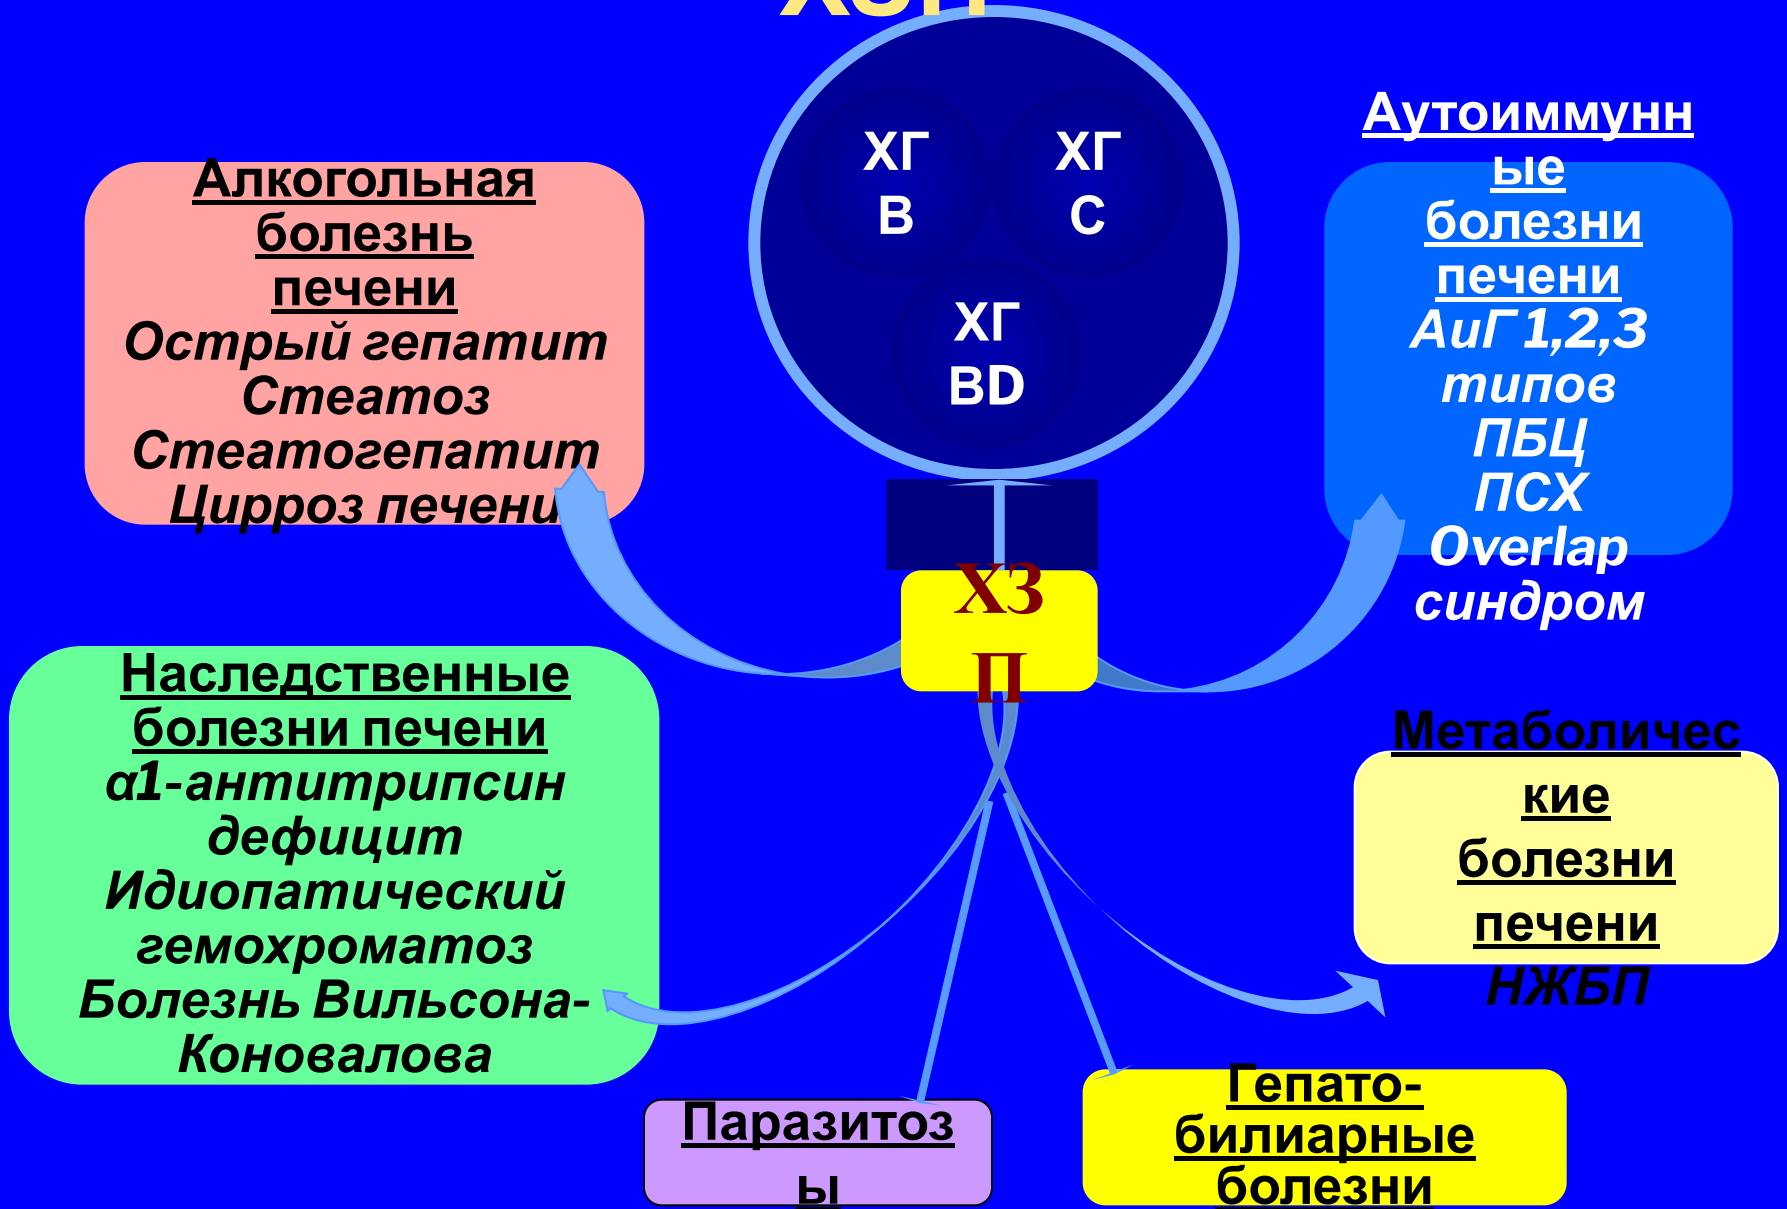 ХЗП
ХГ
В
ХГ
С
ХГ
ВD
Алкогольная
болезнь
печени
Острый гепатит
Стеатоз
Стеатогепатит
Цирроз печени
Аутоиммунн
ые
болезни
печени
АиГ 1,2,3
типов
ПБЦ
ПСХ
Overlap
синдром
ХЗ
П
Наследственные
болезни печени
α1-антитрипсин
дефицит
Идиопатический
гемохроматоз
Болезнь Вильсона-
Коновалова
Метаболичес
кие
болезни
печени
НЖБП
Паразитоз
ы
Гепато-
билиарные
болезни